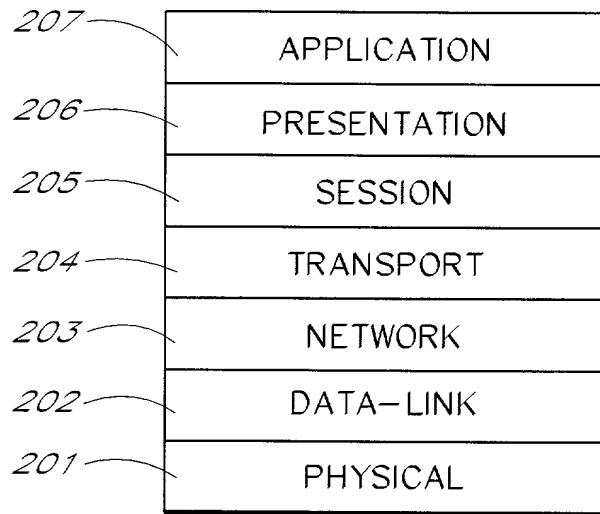 207 APPLICATION
206 PRESENTATION
205 SESSION
204 TRANSPORT
203 NETWORK
202 DATA-LINK
201 PHYSICAL